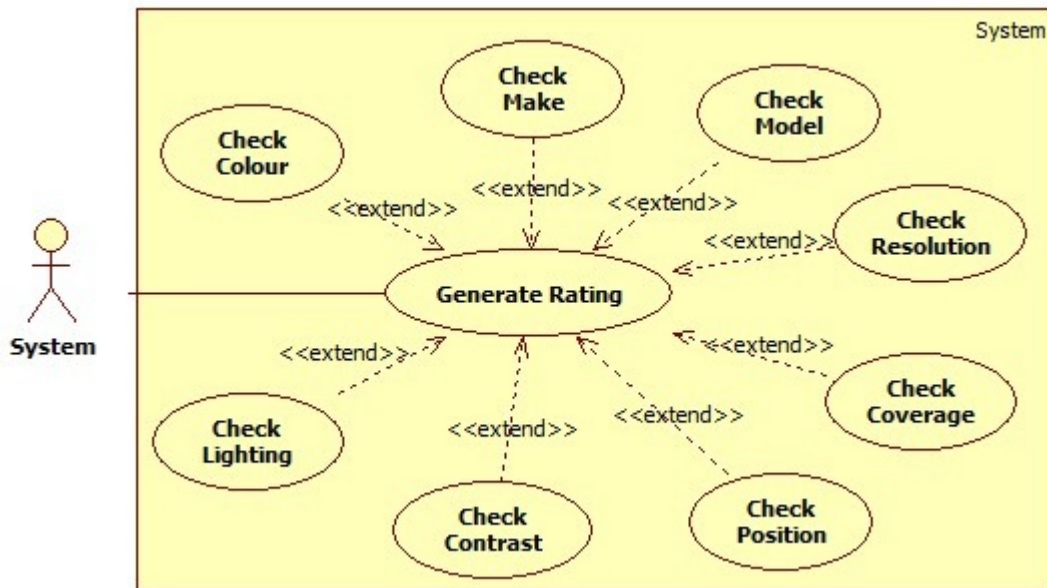 System
Check
Make
Check
Model
Check
Colour
<<extend>>
<<extend>>
<<extend>>
Check
Resolution
<<extend>>
Generate Rating
System
<<extend>>
<<extend>>
Check
Coverage
Check
Lighting
<<extend>>
<<extend>>
Check
Contrast
Check
Position